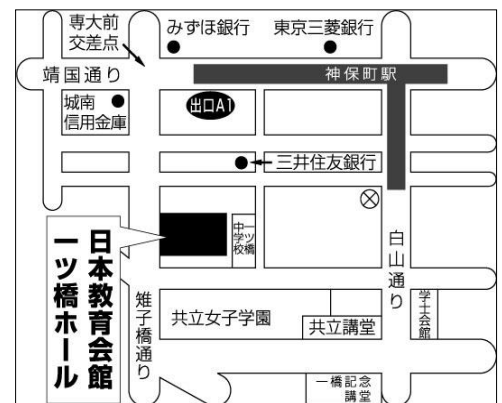 専大前
交差点
みずほ銀行
東京三菱銀行
靖国通り
神保町駅
城南
信用金庫
出口A1
三井住友銀行
一ツ橋
中学校
白山通り
日本教育会館
一ツ橋ホール
雉子橋通り
共立女子学園
共立講堂
学士会館
一橋記念
講堂